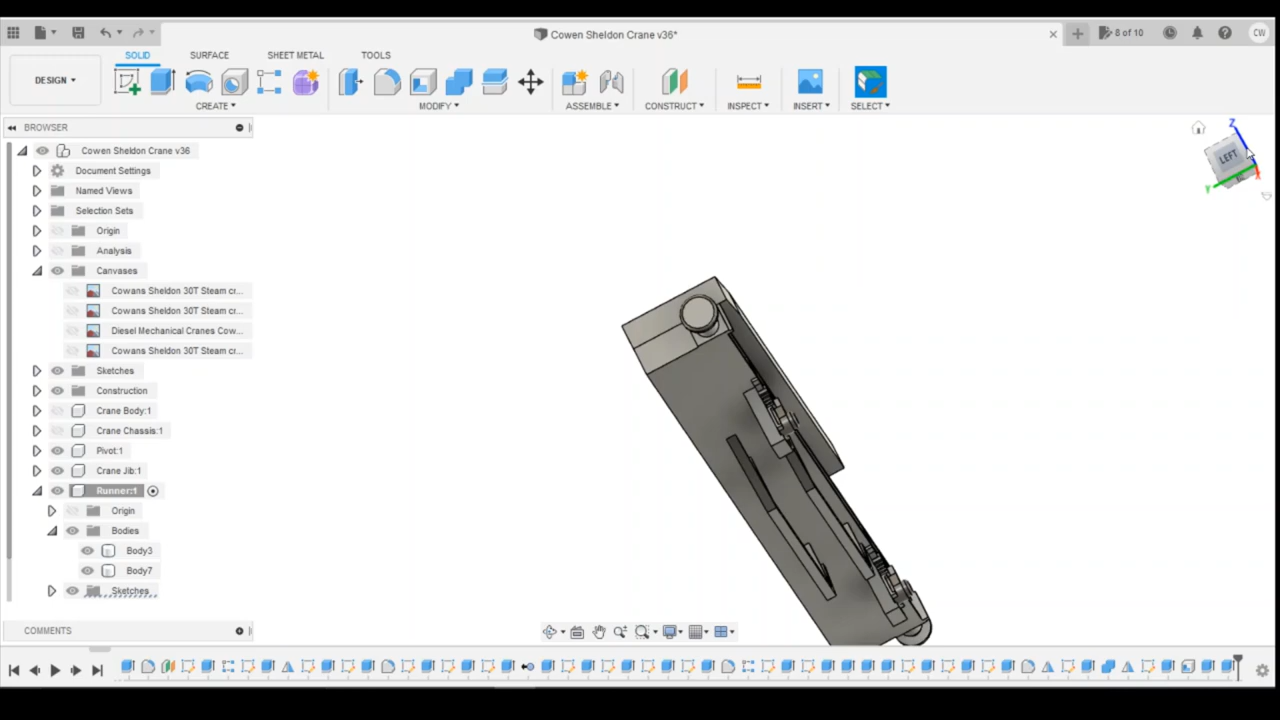 Cowen Sheldon Crane v36*
8 of 10
CW
DESIGN
SOLID
SURFACE
SHEET METAL
TOOLS
CREATE
MODIFY
ASSEMBLE
CONSTRUCT
INSPECT
INSERT
SELECT
BROWSER
Cowen Sheldon Crane v36
Document Settings
Named Views
Selection Sets
Origin
Analysis
Canvases
Cowans Sheldon 30T Steam cr...
Cowans Sheldon 30T Steam cr...
Diesel Mechanical Cranes Cow...
Cowans Sheldon 30T Steam cr...
Sketches
Construction
Crane Body:1
Crane Chassis:1
Pivot:1
Crane Jib:1
Runner:1
Origin
Bodies
Body3
Body7
Sketches
COMMENTS
Z
LEFT
Y
X